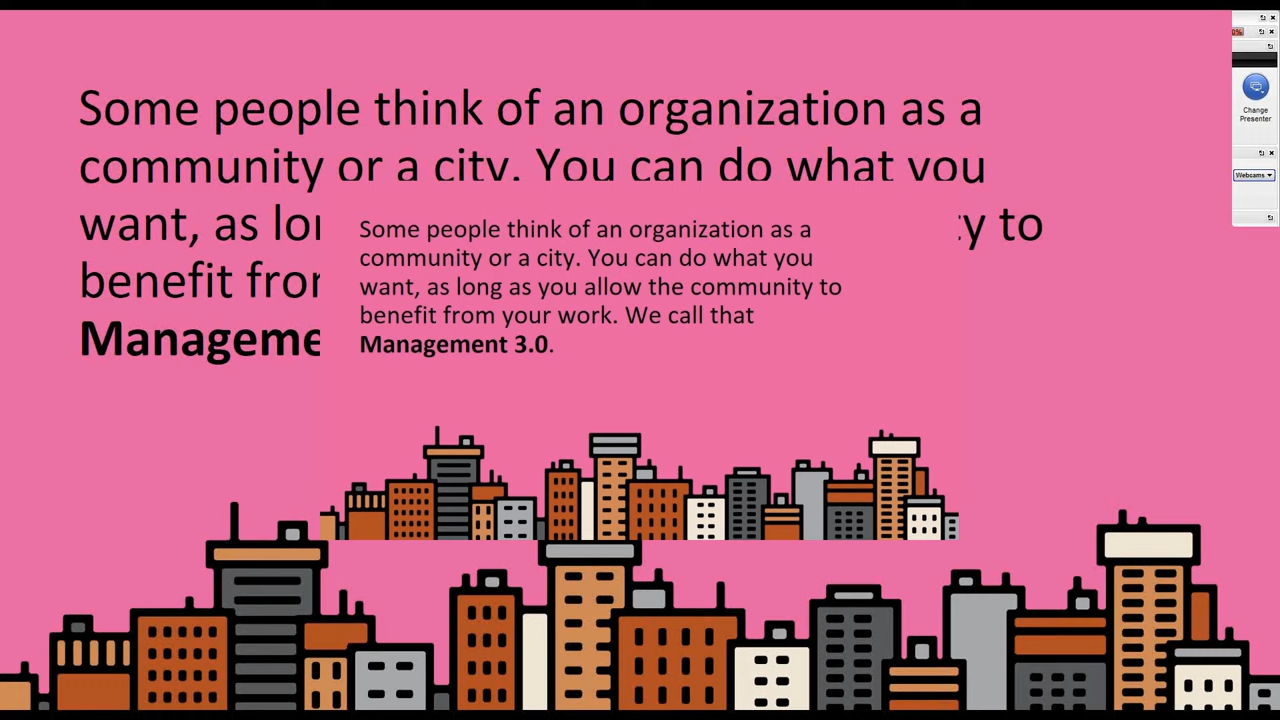 Some people think of an organization as a
community or a city. You can do what you
want, as
y to
benefit
Manageme
Some people think of an organization as a
community or a city. You can do what you
want, as long as you allow the community to
benefit from your work. We call that
Management 3.0.
0%
Change
Presenter
Webcams